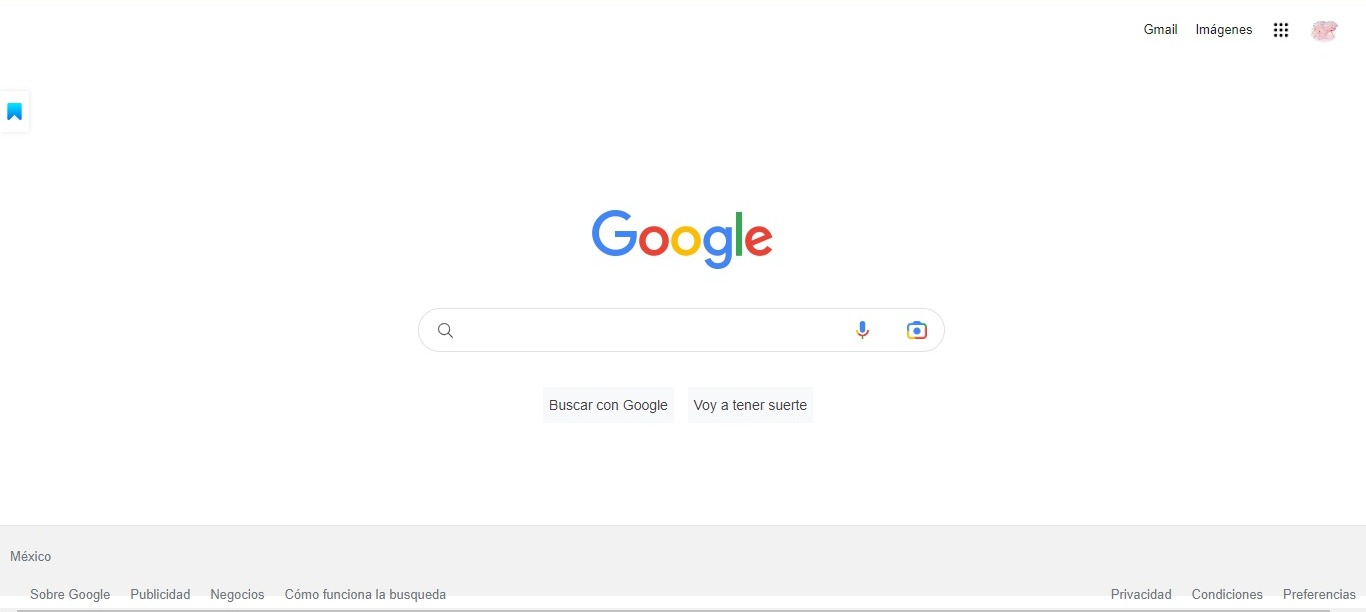 Gmail Imágenes
Google
Buscar con Google Voy a tener suerte
México
Sobre Google Publicidad Negocios Cómo funciona la busqueda Privacidad Condiciones Preferencias